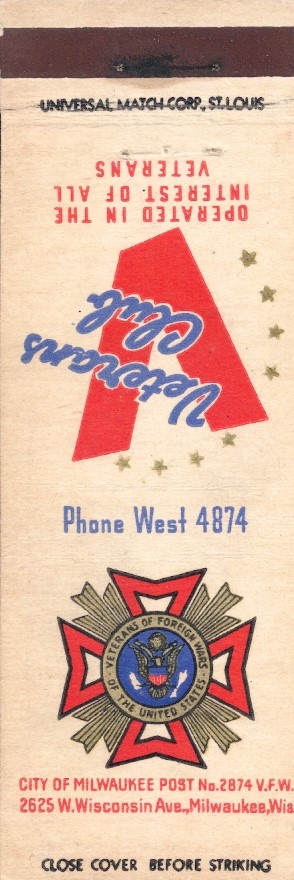 UNIVERSAL MATCH CORP., ST. LOUIS
OPERATED IN THE
INTEREST OF ALL
VETERANS
Veterans
Club
Phone West 4874
VETERANS OF FOREIGN WARS
OF THE UNITED STATES
CITY OF MILWAUKEE POST No. 2874 V.F.W.
2625 W. Wisconsin Ave., Milwaukee, Wis
CLOSE COVER BEFORE STRIKING